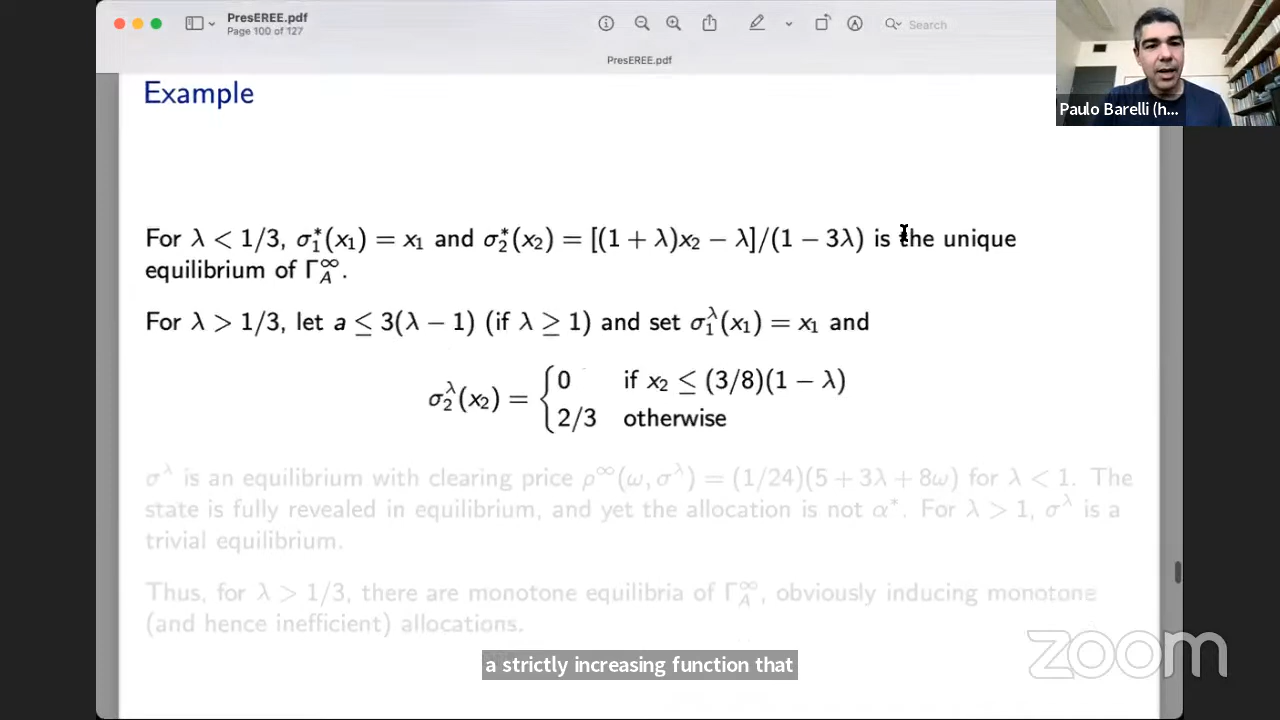 PresEREE.pdf
Page 100 of 127
Search
PresEREE.pdf
Paulo Barelli (h...
Example
For λ < 1/3, σ₁*(x₁) = x₁ and σ₂*(x₂) = [(1 + λ)x₂ − λ]/(1 − 3λ) is the unique
equilibrium of Γ_A^∞.
For λ > 1/3, let a ≤ 3(λ − 1) (if λ ≥ 1) and set σ₁^λ(x₁) = x₁ and
σ₂^λ(x₂) = { 0 if x₂ ≤ (3/8)(1 − λ)
2/3 otherwise
σ^λ is an equilibrium with clearing price ρ^∞(ω, σ^λ) = (1/24)(5 + 3λ + 8ω) for λ < 1. The
state is fully revealed in equilibrium, and yet the allocation is not α*. For λ > 1, σ^λ is a
trivial equilibrium.
Thus, for λ > 1/3, there are monotone equilibria of Γ_A^∞, obviously inducing monotone
(and hence inefficient) allocations.
zoom
a strictly increasing function that